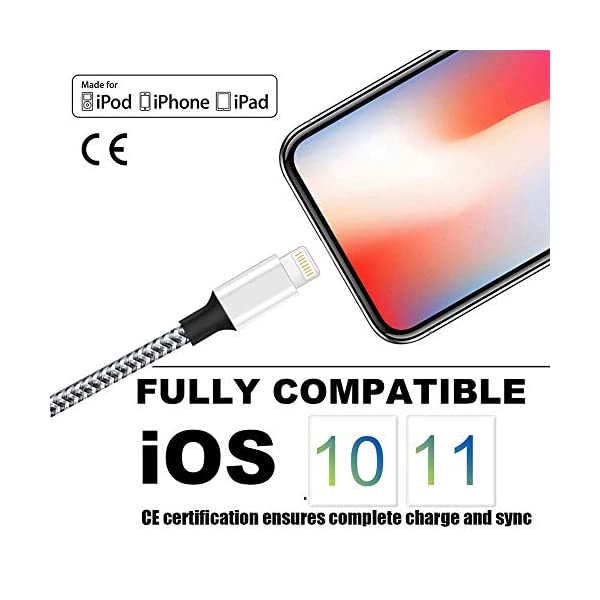 Made for
iPod iPhone iPad
CE
FULLY COMPATIBLE
iOS 10 11
CE certification ensures complete charge and sync